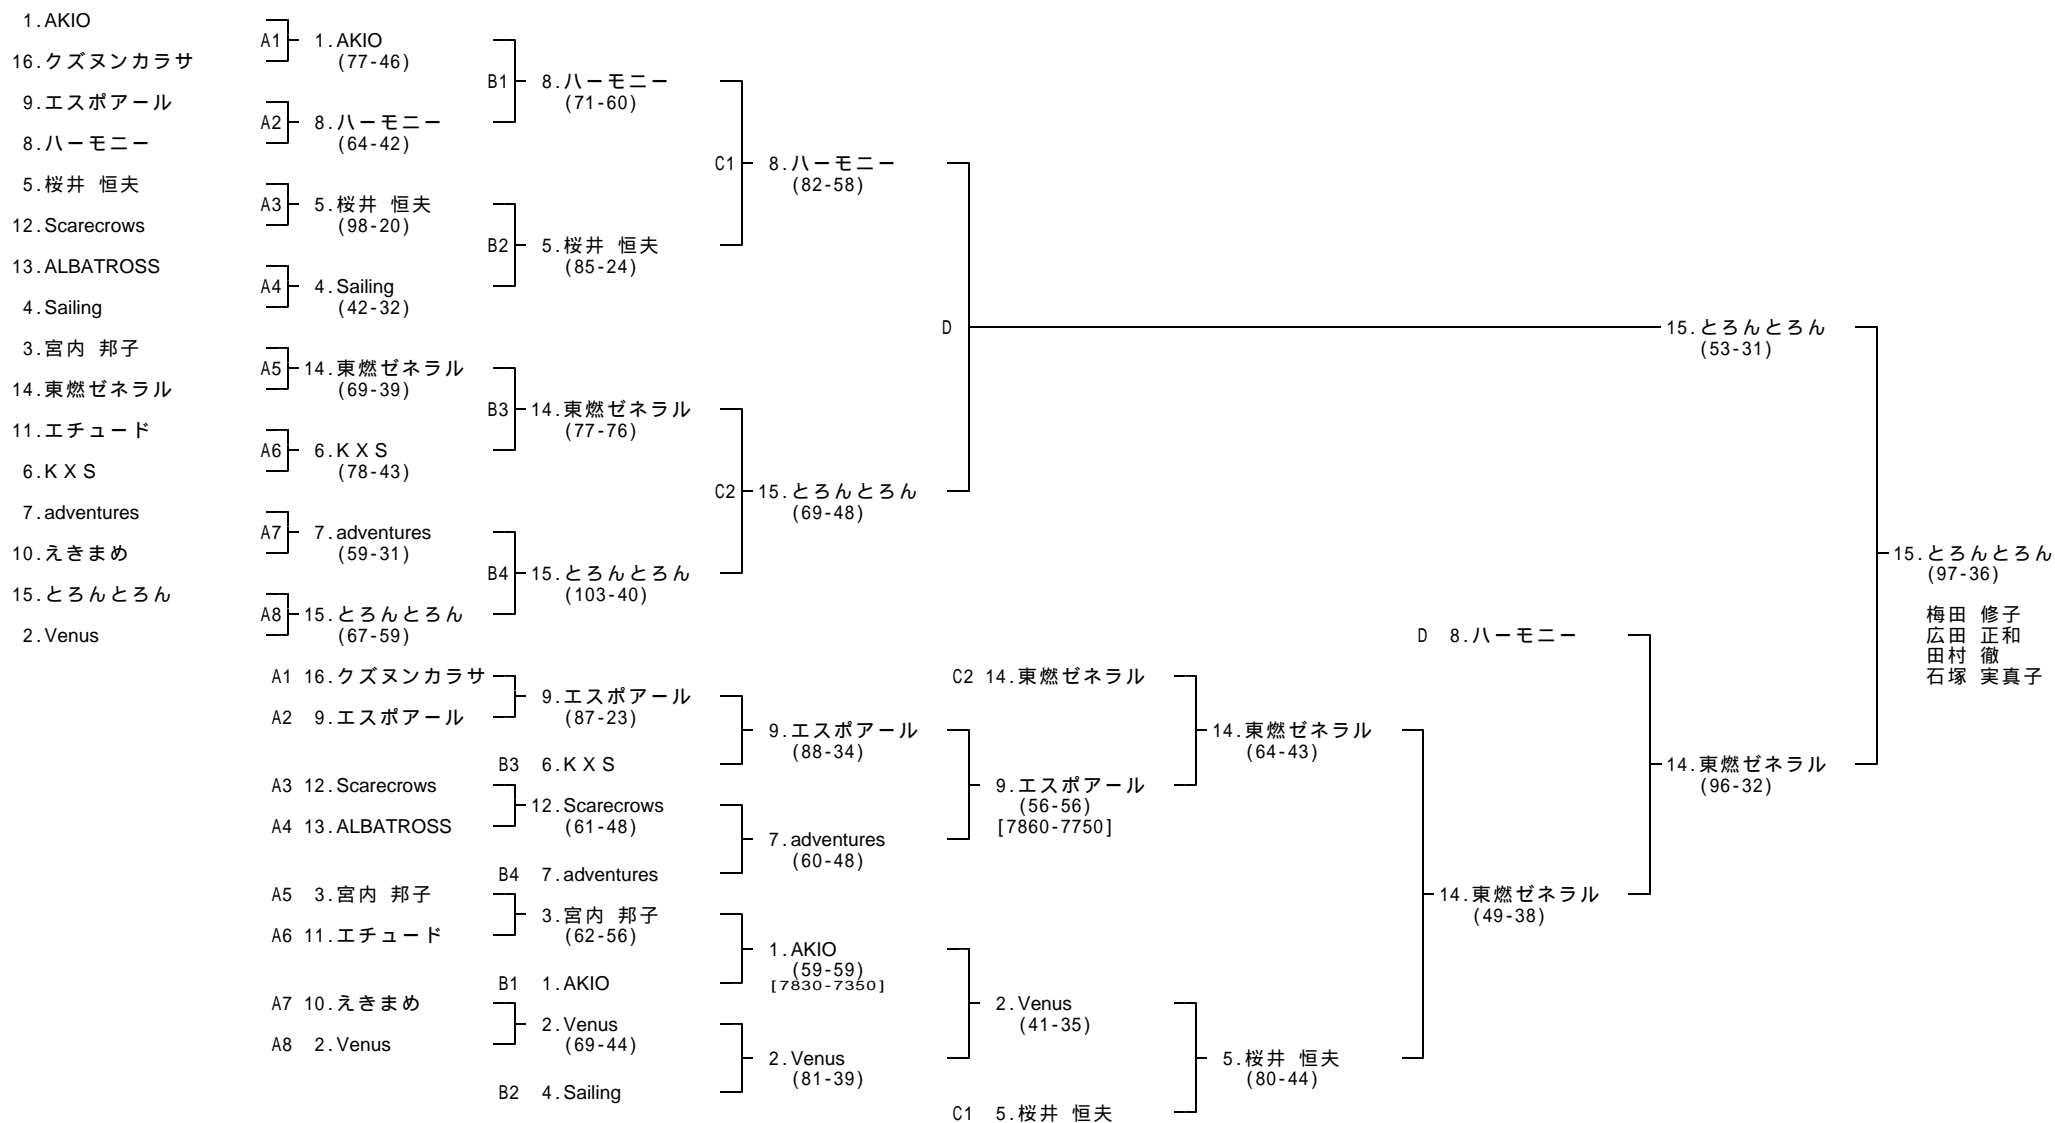 1.AKIO
16.クズヌンカラサ
9.エスポアール
8.ハーモニー
5.桜井 恒夫
12.Scarecrows
13.ALBATROSS
4.Sailing
3.宮内 邦子
14.東燃ゼネラル
11.エチュード
6.K X S
7.adventures
10.えきまめ
15.とろんとろん
2.Venus
A1 1.AKIO
(77-46)
A2 8.ハーモニー
(64-42)
A3 5.桜井 恒夫
(98-20)
A4 4.Sailing
(42-32)
A5 14.東燃ゼネラル
(69-39)
A6 6.K X S
(78-43)
A7 7.adventures
(59-31)
A8 15.とろんとろん
(67-59)
B1 8.ハーモニー
(71-60)
B2 5.桜井 恒夫
(85-24)
B3 14.東燃ゼネラル
(77-76)
B4 15.とろんとろん
(103-40)
C1 8.ハーモニー
(82-58)
C2 15.とろんとろん
(69-48)
D 15.とろんとろん
(53-31)
A1 16.クズヌンカラサ
A2 9.エスポアール
A3 12.Scarecrows
A4 13.ALBATROSS
A5 3.宮内 邦子
A6 11.エチュード
A7 10.えきまめ
A8 2.Venus
9.エスポアール
(87-23)
B3 6.K X S
12.Scarecrows
(61-48)
B4 7.adventures
3.宮内 邦子
(62-56)
B1 1.AKIO
2.Venus
(69-44)
B2 4.Sailing
9.エスポアール
(88-34)
7.adventures
(60-48)
1.AKIO
(59-59)
[7830-7350]
2.Venus
(81-39)
C2 14.東燃ゼネラル
9.エスポアール
(56-56)
[7860-7750]
2.Venus
(41-35)
C1 5.桜井 恒夫
14.東燃ゼネラル
(64-43)
5.桜井 恒夫
(80-44)
D 8.ハーモニー
14.東燃ゼネラル
(49-38)
14.東燃ゼネラル
(96-32)
15.とろんとろん
(97-36)
梅田 修子
広田 正和
田村 徹
石塚 実真子